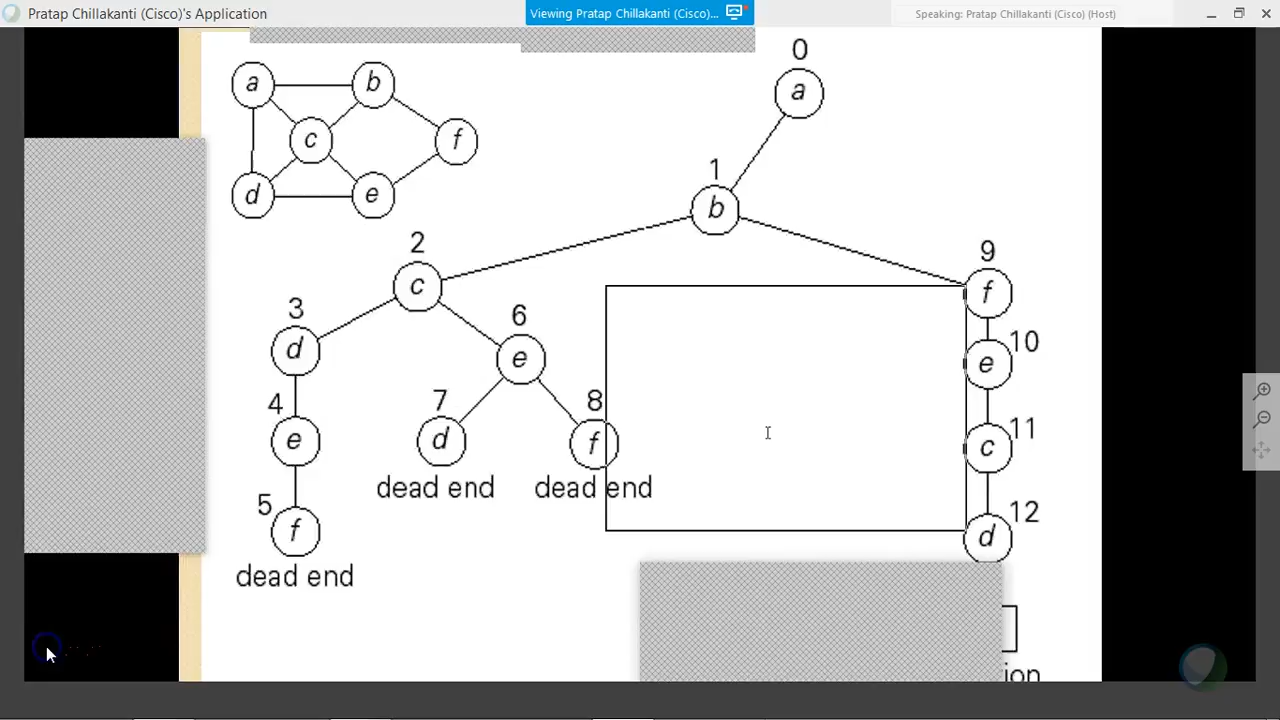 Pratap Chillakanti (Cisco)'s Application
Viewing Pratap Chillakanti (Cisco)...
Speaking: Pratap Chillakanti (Cisco) (Host)
a
b
c
f
d
e
0
a
1
b
2
c
9
f
3
d
6
e
10
e
4
e
7
d
8
f
11
c
dead end
dead end
5
f
12
d
dead end